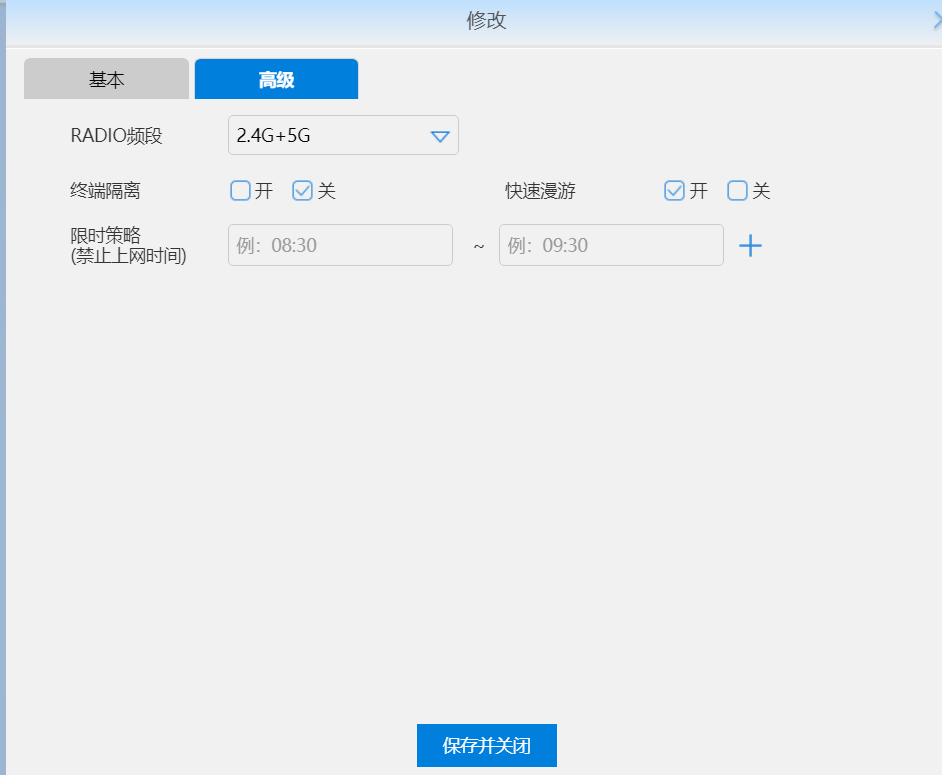 修改
基本 高级
RADIO频段 2.4G+5G
终端隔离 开 关 快速漫游 开 关
限时策略
(禁止上网时间) 例：08:30 ~ 例：09:30
保存并关闭